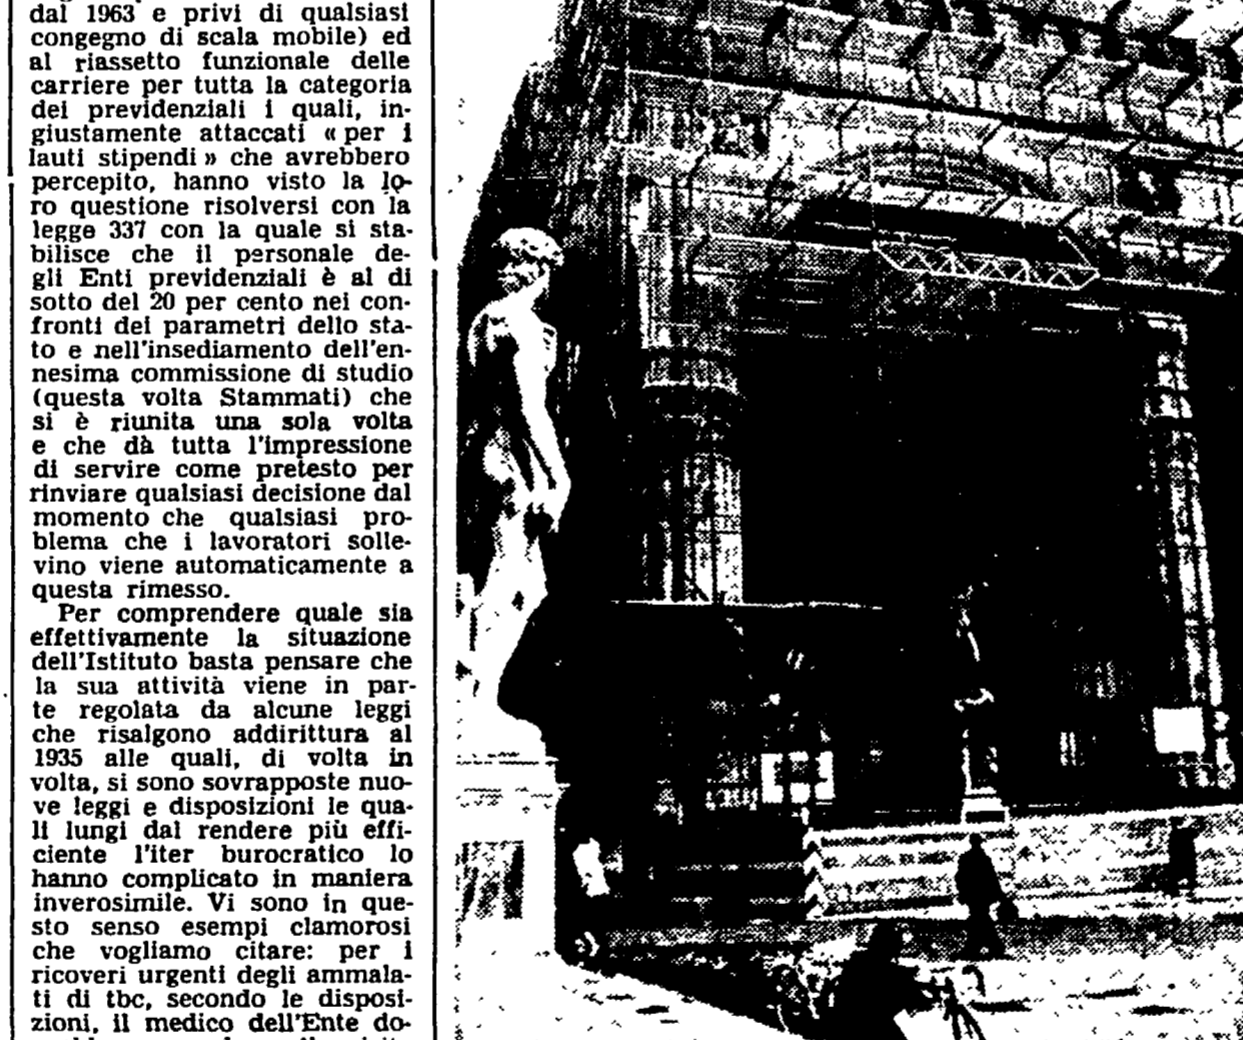 dal 1963 e privi di qualsiasi
congegno di scala mobile) ed
al riassetto funzionale delle
carriere per tutta la categoria
dei previdenziali i quali, in-
giustamente attaccati « per i
lauti stipendi » che avrebbero
percepito, hanno visto la lo-
ro questione risolversi con la
legge 337 con la quale si sta-
bilisce che il personale de-
gli Enti previdenziali è al di
sotto del 20 per cento nei con-
fronti dei parametri dello sta-
to e nell'insediamento dell'en-
nesima commissione di studio
(questa volta Stammati) che
si è riunita una sola volta
e che dà tutta l'impressione
di servire come pretesto per
rinviare qualsiasi decisione dal
momento che qualsiasi pro-
blema che i lavoratori solle-
vino viene automaticamente a
questa rimesso.
Per comprendere quale sia
effettivamente la situazione
dell'Istituto basta pensare che
la sua attività viene in par-
te regolata da alcune leggi
che risalgono addirittura al
1935 alle quali, di volta in
volta, si sono sovrapposte nuo-
ve leggi e disposizioni le qua-
li lungi dal rendere più effi-
ciente l'iter burocratico lo
hanno complicato in maniera
inverosimile. Vi sono in que-
sto senso esempi clamorosi
che vogliamo citare: per i
ricoveri urgenti degli ammala-
ti di tbc, secondo le disposi-
zioni, il medico dell'Ente do-